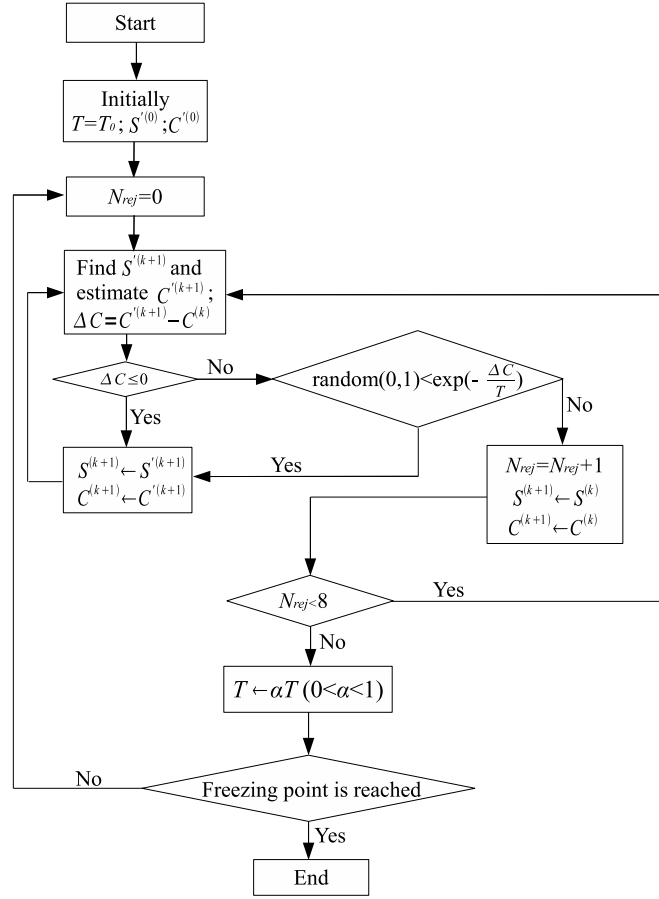 Start
Initially
T=T₀; S'⁽⁰⁾;C'⁽⁰⁾
Nrej=0
Find S'⁽ᵏ⁺¹⁾ and
estimate C'⁽ᵏ⁺¹⁾;
ΔC=C'⁽ᵏ⁺¹⁾−C⁽ᵏ⁾
ΔC≤0
No
random(0,1)<exp(- ΔC/T)
Yes
No
S⁽ᵏ⁺¹⁾←S'⁽ᵏ⁺¹⁾
C⁽ᵏ⁺¹⁾←C'⁽ᵏ⁺¹⁾
Yes
Nrej=Nrej+1
S⁽ᵏ⁺¹⁾←S⁽ᵏ⁾
C⁽ᵏ⁺¹⁾←C⁽ᵏ⁾
Nrej<8
Yes
No
T←αT(0<α<1)
Freezing point is reached
No
Yes
End